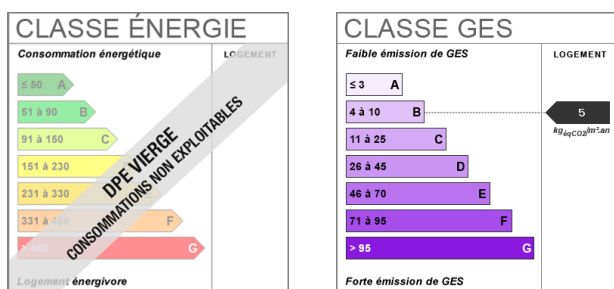 CLASSE ÉNERGIE
Consommation énergétique
LOGEMENT
≤ 50 A
51 à 90 B
91 à 150 C
151 à 230
231 à 330
331 à 450 F
> 450 G
DPE VIERGE
CONSOMMATIONS NON EXPLOITABLES
Logement énergivore
CLASSE GES
Faible émission de GES
LOGEMENT
≤ 3 A
4 à 10 B
5
kgéqCO2/m².an
11 à 25 C
26 à 45 D
46 à 70 E
71 à 95 F
> 95 G
Forte émission de GES